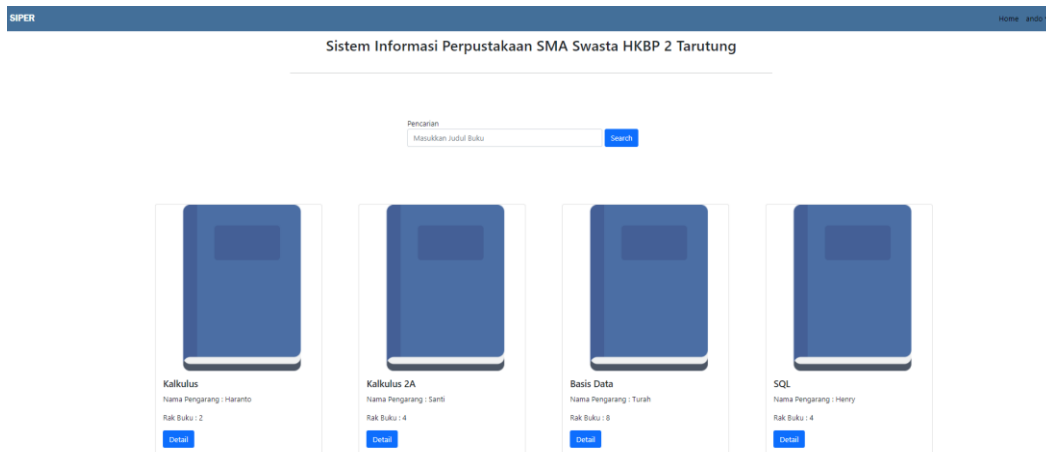 SIPER
Home ando
Sistem Informasi Perpustakaan SMA Swasta HKBP 2 Tarutung
Pencarian
Masukkan Judul Buku
Search
Kalkulus
Nama Pengarang : Haranto
Rak Buku : 2
Detail
Kalkulus 2A
Nama Pengarang : Santi
Rak Buku : 4
Detail
Basis Data
Nama Pengarang : Turah
Rak Buku : 8
Detail
SQL
Nama Pengarang : Henry
Rak Buku : 4
Detail